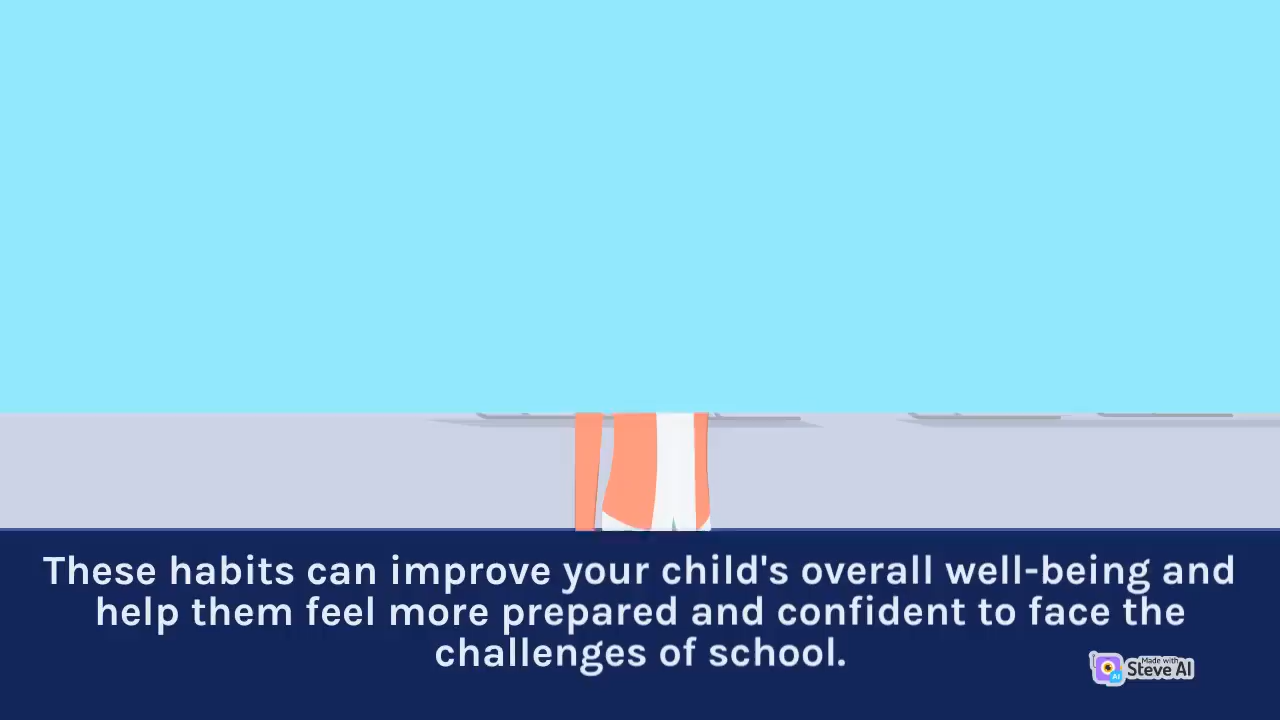 These habits can improve your child's overall well-being and
help them feel more prepared and confident to face the
challenges of school.
Made with
Steve AI
AI